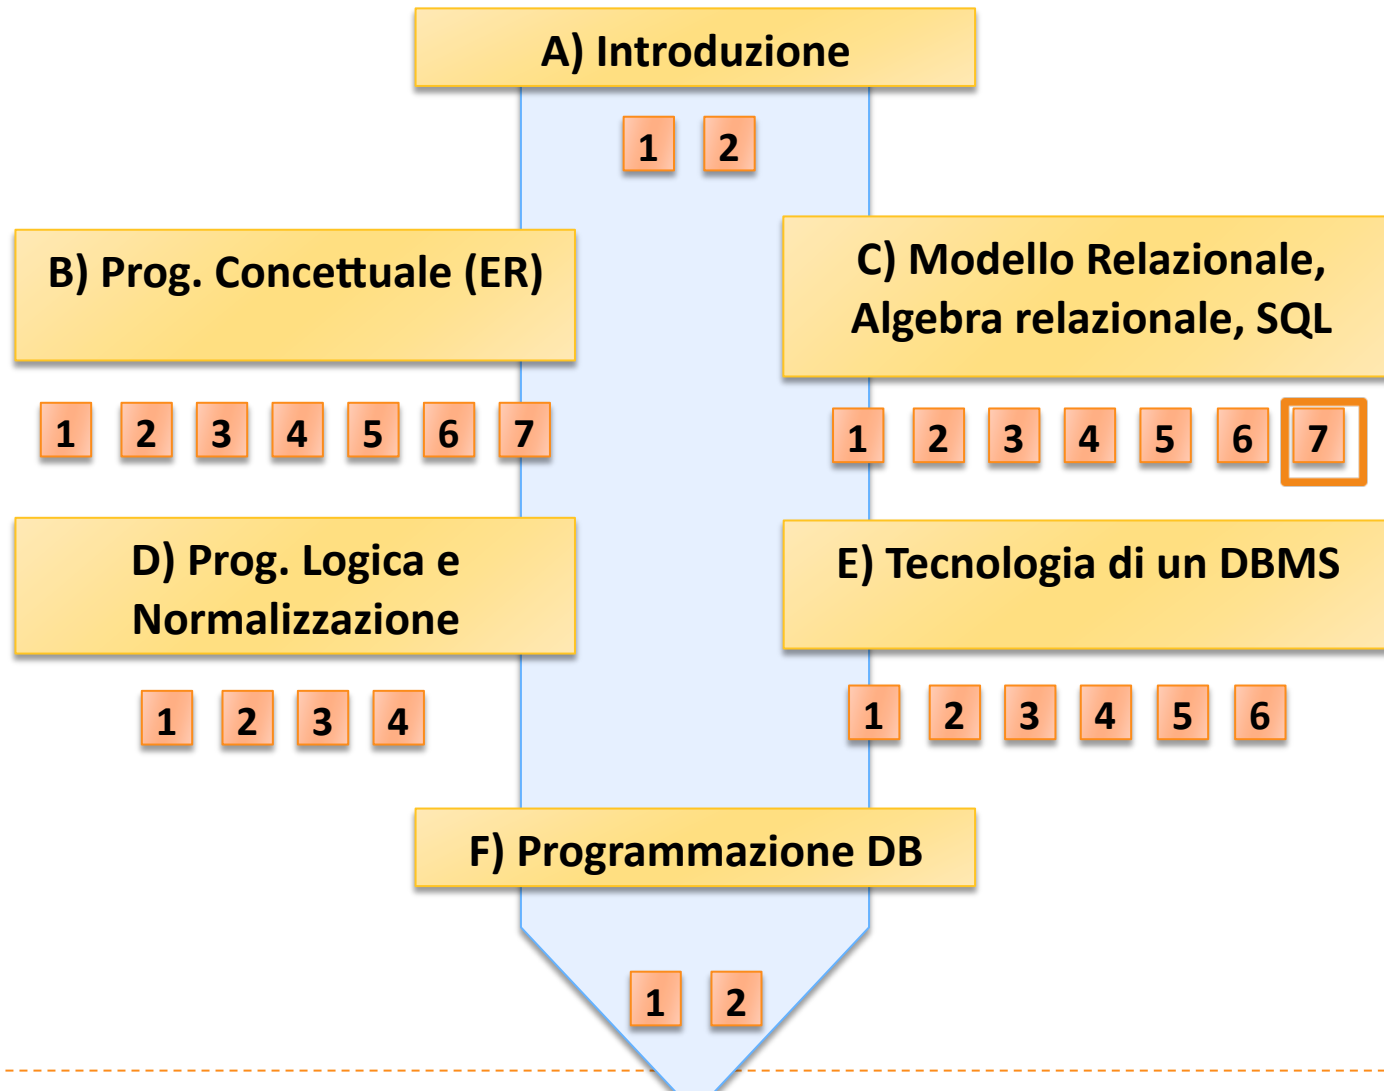 A) Introduzione
1 2
B) Prog. Concettuale (ER)
1 2 3 4 5 6 7
C) Modello Relazionale,
Algebra relazionale, SQL
1 2 3 4 5 6 7
D) Prog. Logica e
Normalizzazione
1 2 3 4
E) Tecnologia di un DBMS
1 2 3 4 5 6
F) Programmazione DB
1 2